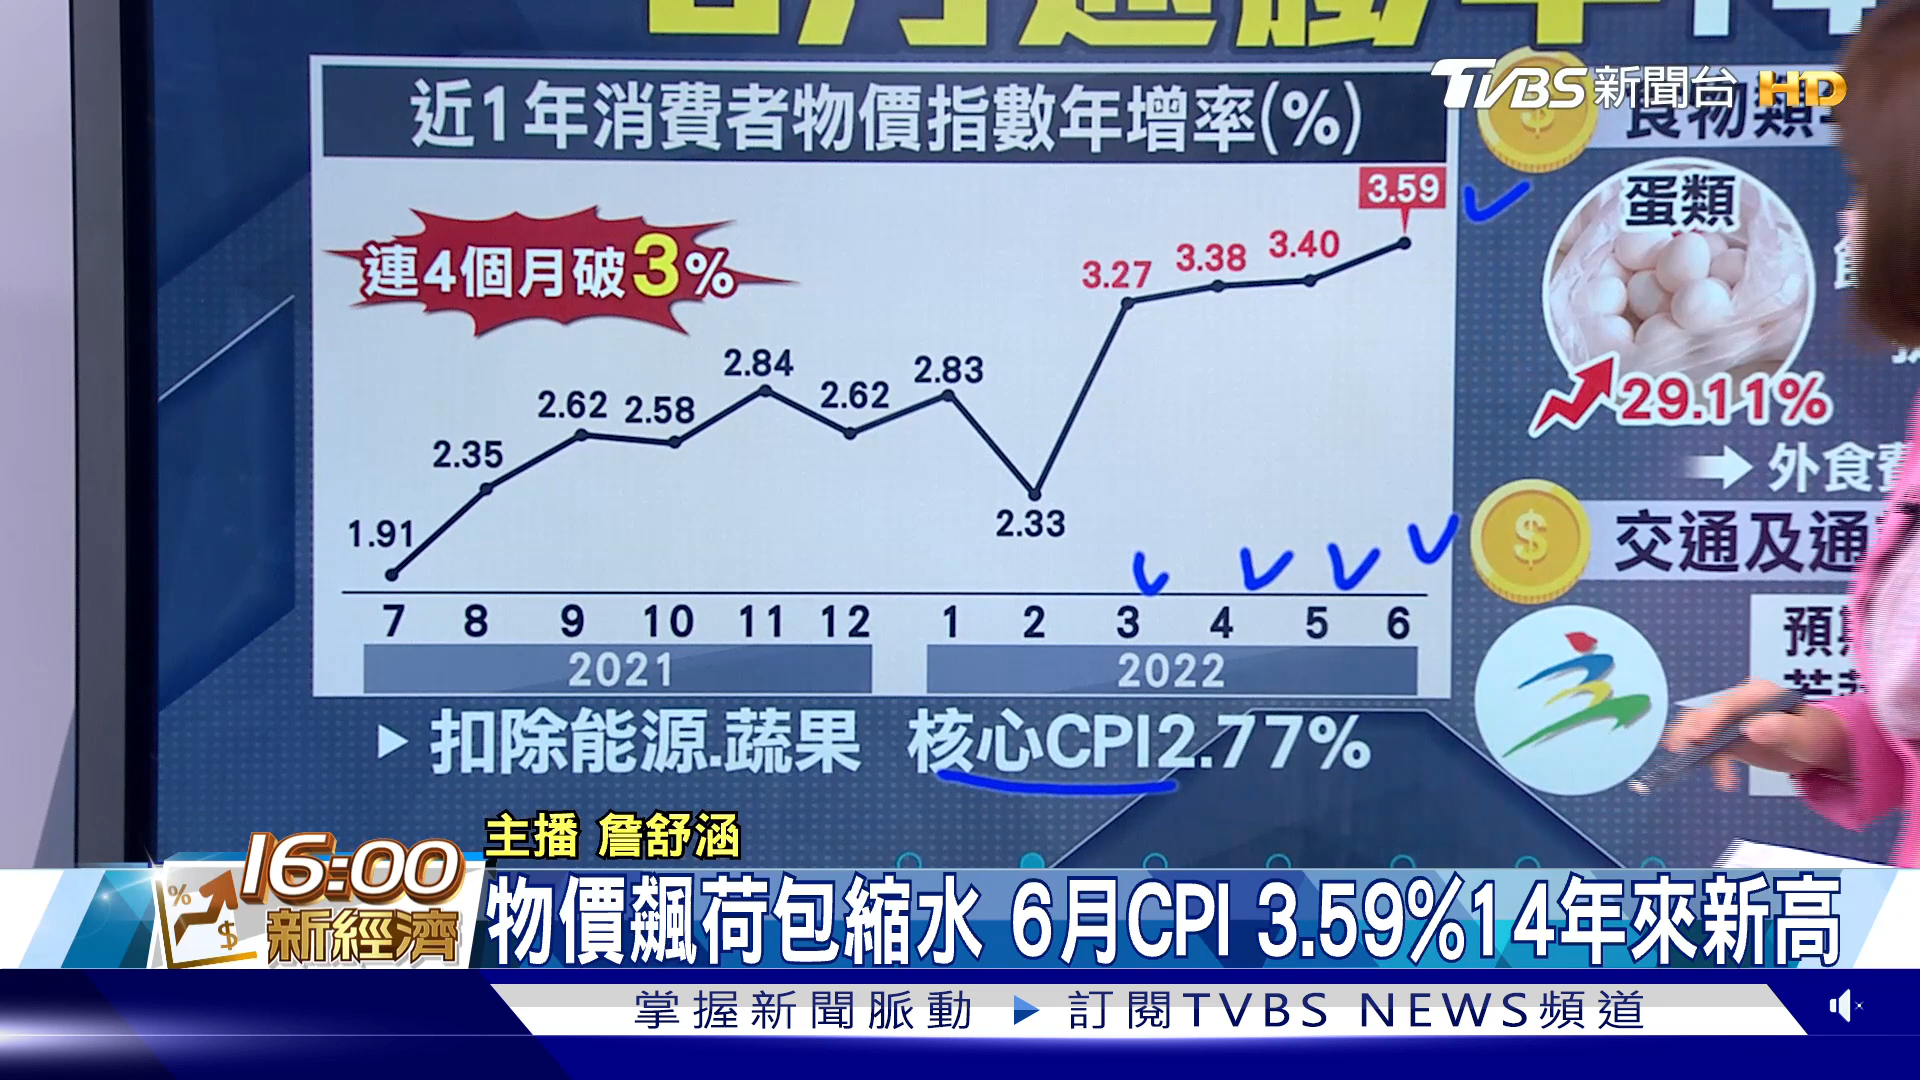 近1年消費者物價指數年增率(%)
TVBS新聞台 HD
連4個月破3%
1.91
2.35
2.62
2.58
2.84
2.62
2.83
2.33
3.27
3.38
3.40
3.59
7 8 9 10 11 12 1 2 3 4 5 6
2021 2022
▶扣除能源.蔬果 核心CPI2.77%
食物類
蛋類
29.11%
外食費
交通及通
預
主播 詹舒涵
16:00
新經濟
% $
物價飆荷包縮水 6月CPI 3.59%14年來新高
掌握新聞脈動 ▶ 訂閱TVBS NEWS頻道